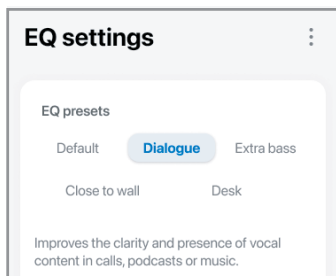 EQ settings
EQ presets
Default Dialogue Extra bass
Close to wall Desk
Improves the clarity and presence of vocal
content in calls, podcasts or music.